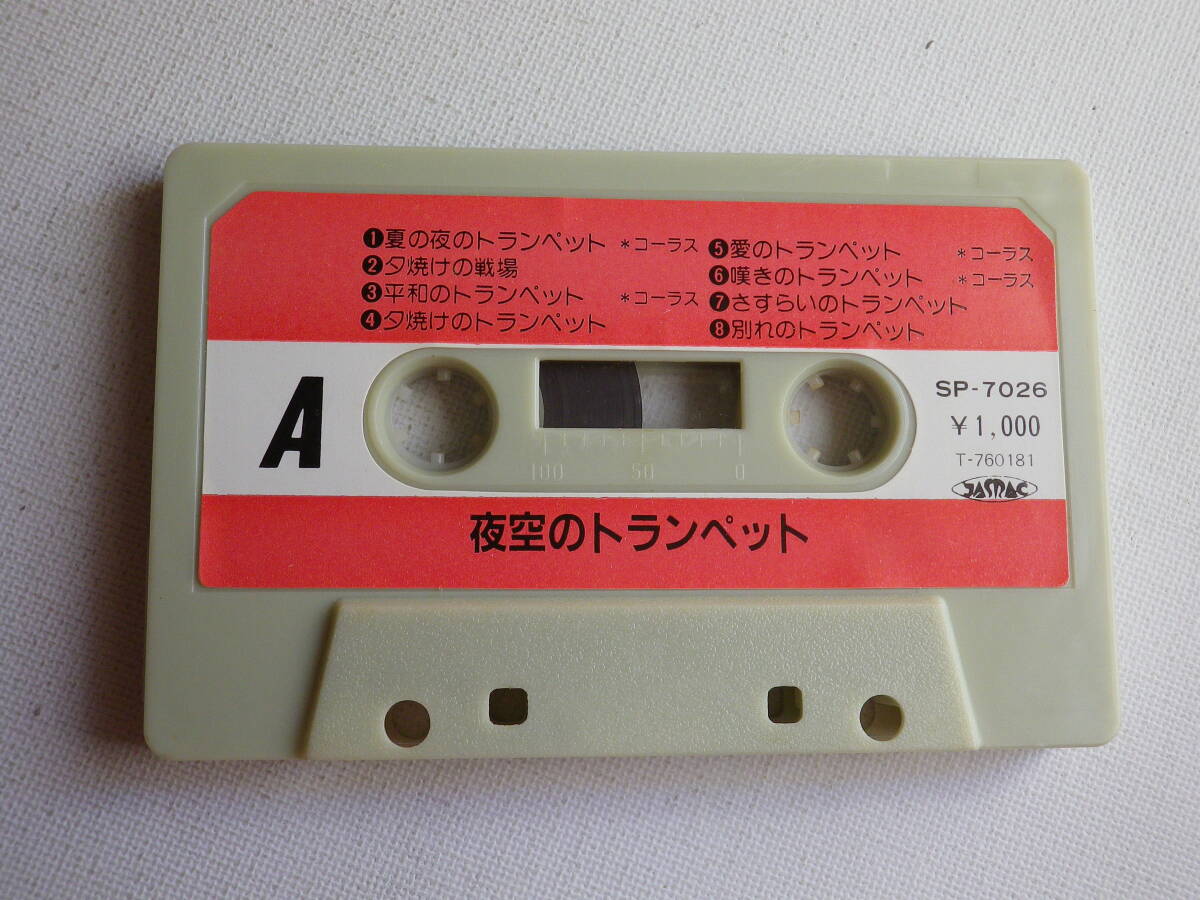 ❶夏の夜のトランペット *コーラス
❷夕焼けの戦場
❸平和のトランペット *コーラス
❹夕焼けのトランペット
❺愛のトランペット *コーラス
❻嘆きのトランペット *コーラス
❼さすらいのトランペット
❽別れのトランペット
A
SP-7026
¥1,000
T-760181
JASRAC
100 50 0
夜空のトランペット